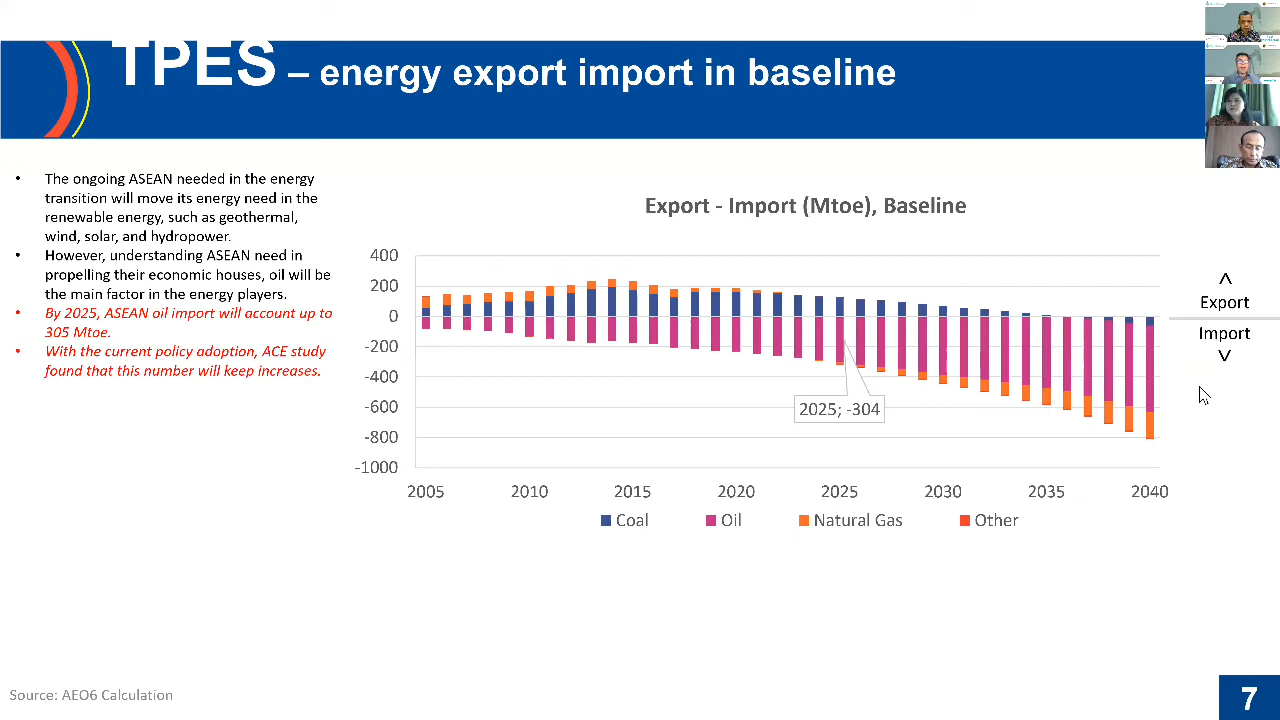 TPES – energy export import in baseline
• The ongoing ASEAN needed in the energy
transition will move its energy need in the
renewable energy, such as geothermal,
wind, solar, and hydropower.
• However, understanding ASEAN need in
propelling their economic houses, oil will be
the main factor in the energy players.
• By 2025, ASEAN oil import will account up to
305 Mtoe.
• With the current policy adoption, ACE study
found that this number will keep increases.
Export - Import (Mtoe), Baseline
400
200
0
-200
-400
-600
-800
-1000
2025; -304
2005 2010 2015 2020 2025 2030 2035 2040
Coal Oil Natural Gas Other
Export
Import
Source: AEO6 Calculation
7